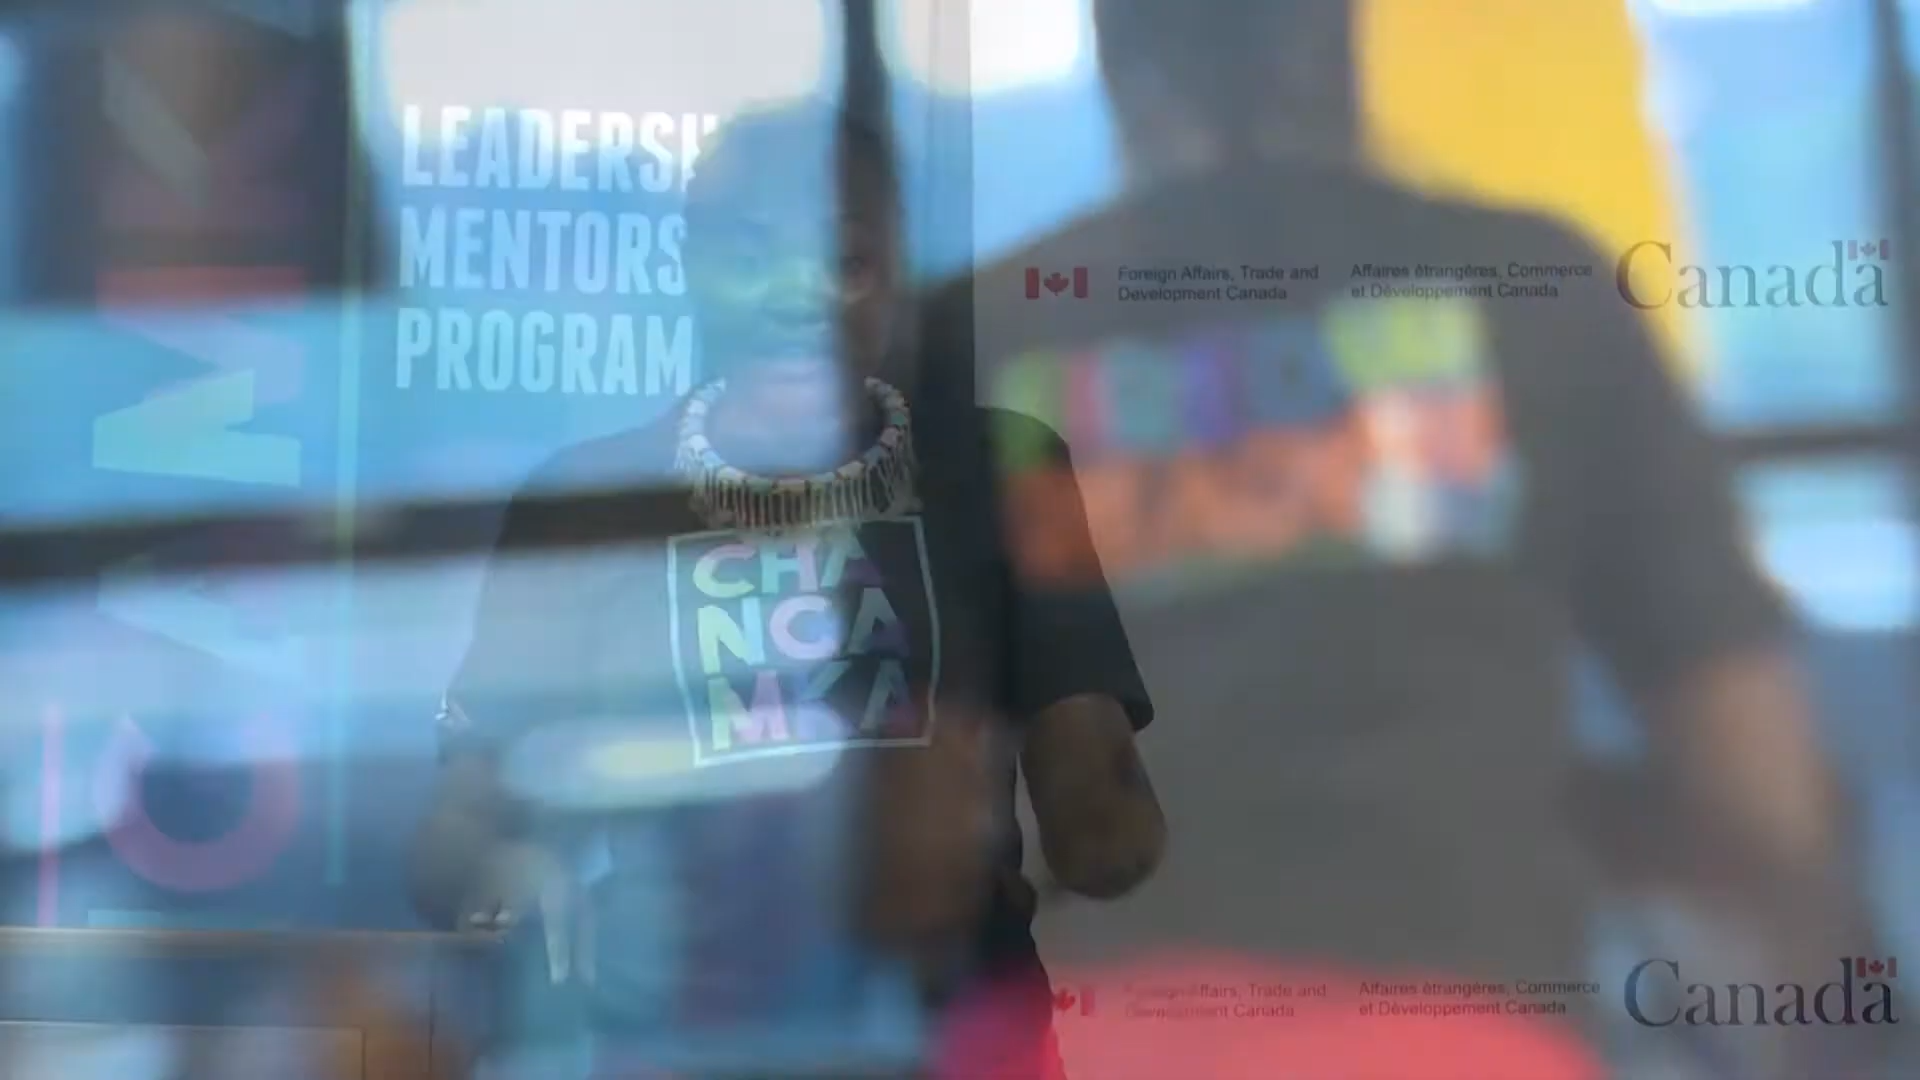 LEADERSH
MENTORS
PROGRAM
Foreign Affairs, Trade and
Development Canada
Affaires étrangères, Commerce
et Développement Canada
Canada
CHA
NGA
MKA
Foreign Affairs, Trade and
Development Canada
Affaires étrangères, Commerce
et Développement Canada
Canada